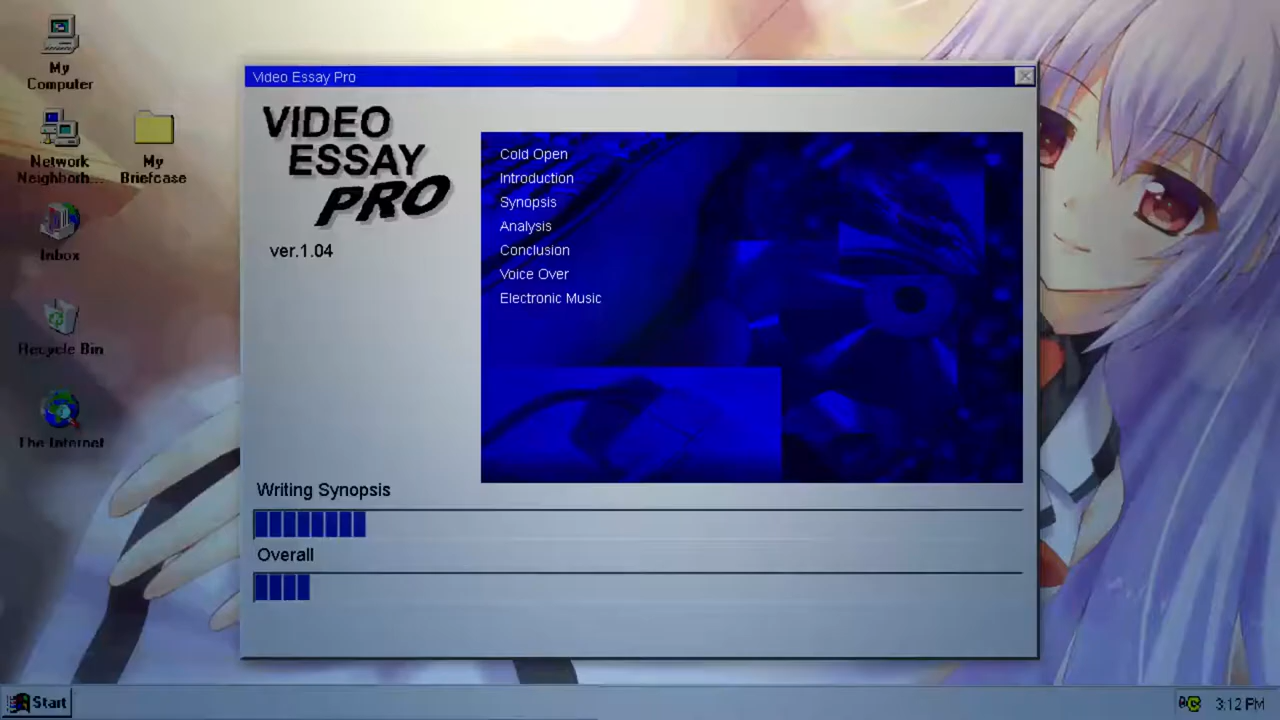 My
Computer
Network
Neighborh...
My
Briefcase
Inbox
Recycle Bin
The Internet
Video Essay Pro
VIDEO
ESSAY
PRO
ver.1.04
Cold Open
Introduction
Synopsis
Analysis
Conclusion
Voice Over
Electronic Music
Writing Synopsis
Overall
Start
3:12 PM